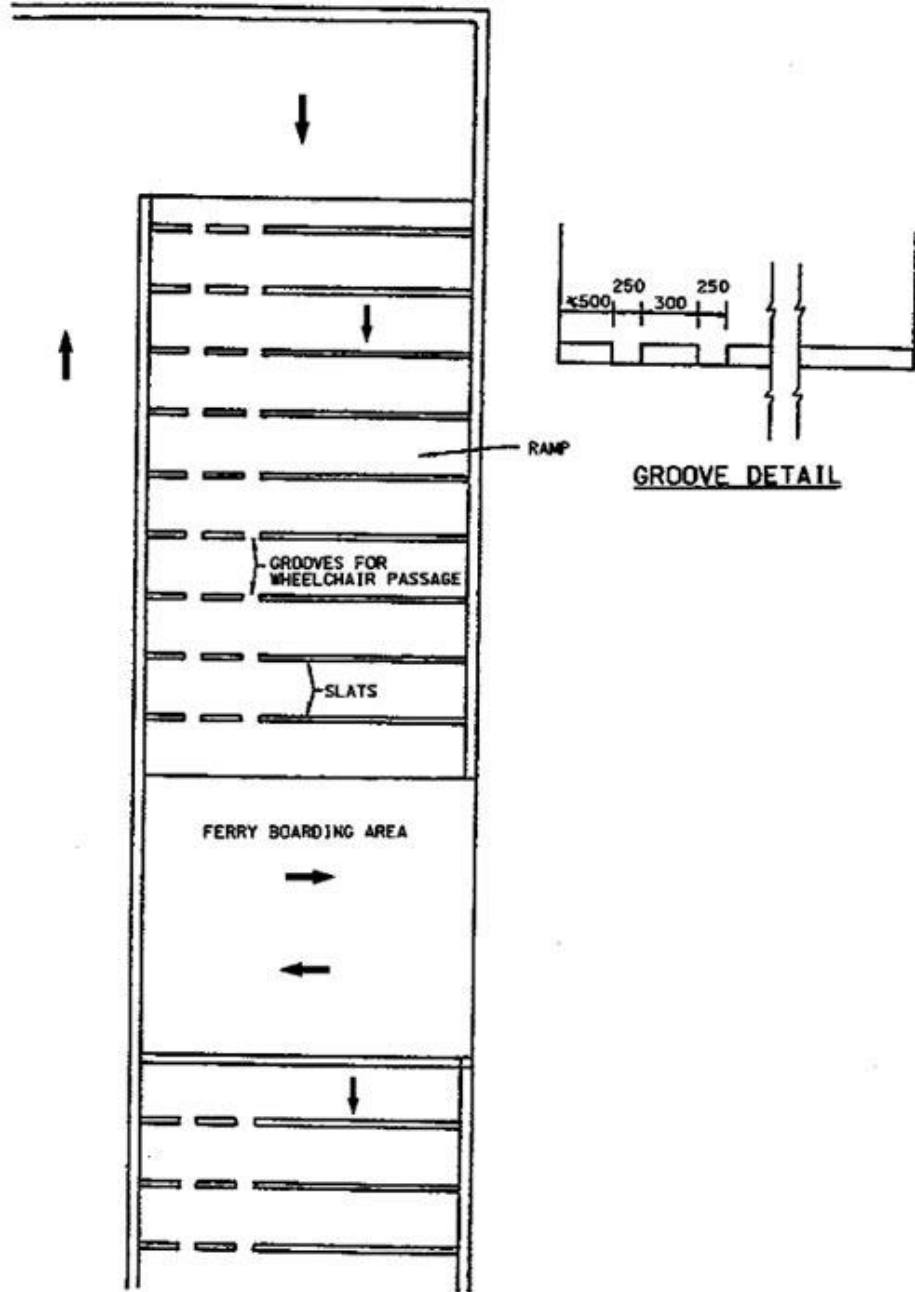 250 250
×500 300
RAMP
GROOVE DETAIL
GROOVES FOR
WHEELCHAIR PASSAGE
SLATS
FERRY BOARDING AREA